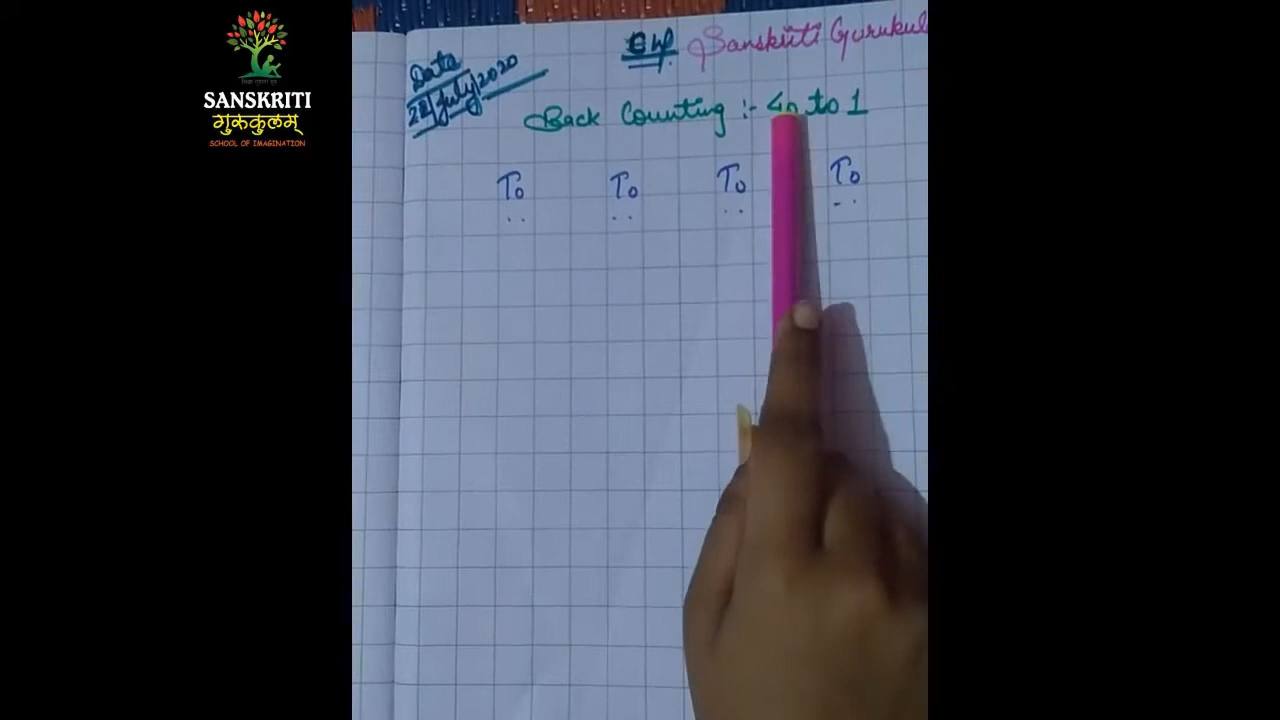 SANSKRITI
गुरुकुलम्
SCHOOL OF IMAGINATION
C.W. Sanskriti Gurukul
Date
22/July/2020
Back Counting :- 40 to 1
To To To To